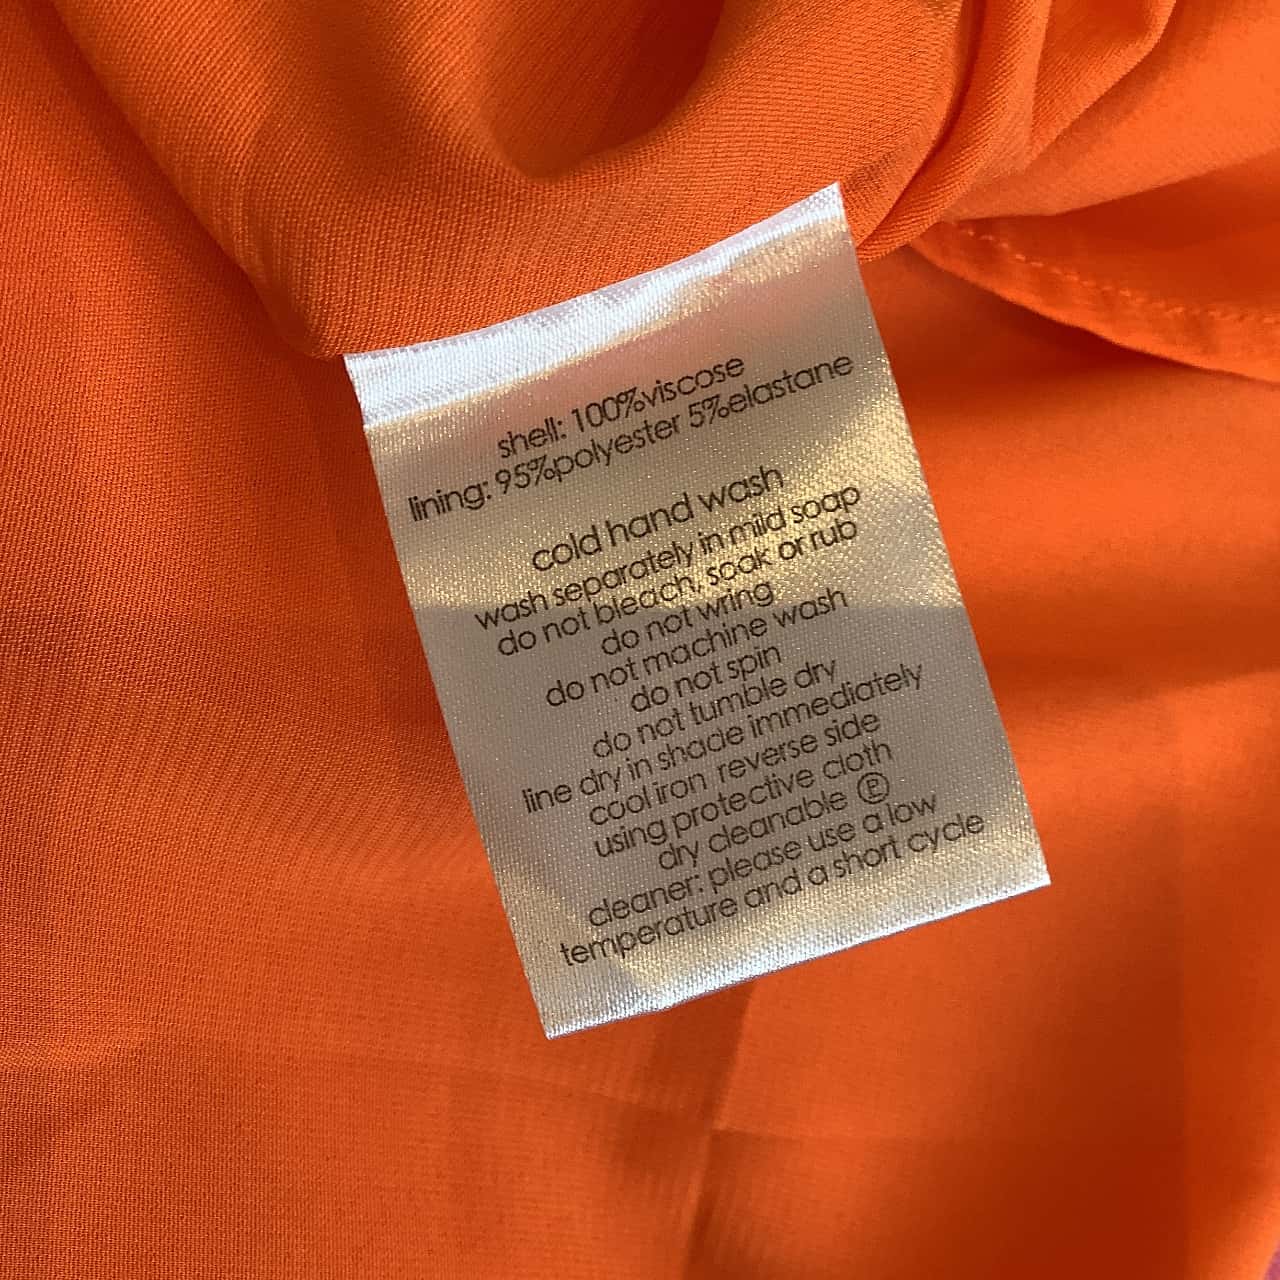 shell: 100%viscose
lining: 95%polyester 5%elastane
cold hand wash
wash separately in mild soap
do not bleach, soak or rub
do not wring
do not machine wash
do not spin
do not tumble dry
line dry in shade immediately
cool iron reverse side
using protective cloth
dry cleanable Ⓟ
cleaner: please use a low
temperature and a short cycle